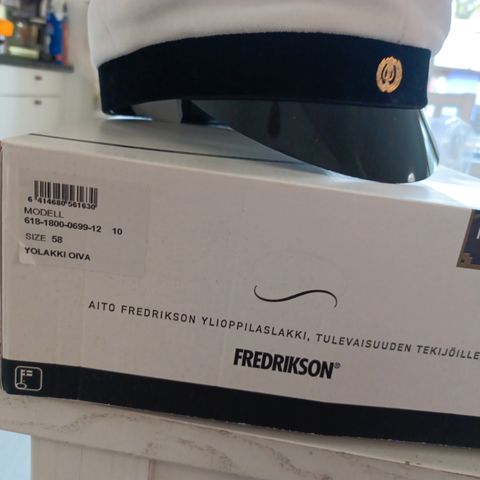 6 414680 561630
MODELL
618-1800-0699-12 10
SIZE 58
YOLAKKI OIVA
AITO FREDRIKSON YLIOPPILASLAKKI, TULEVAISUUDEN TEKIJÖILLE
FREDRIKSON®